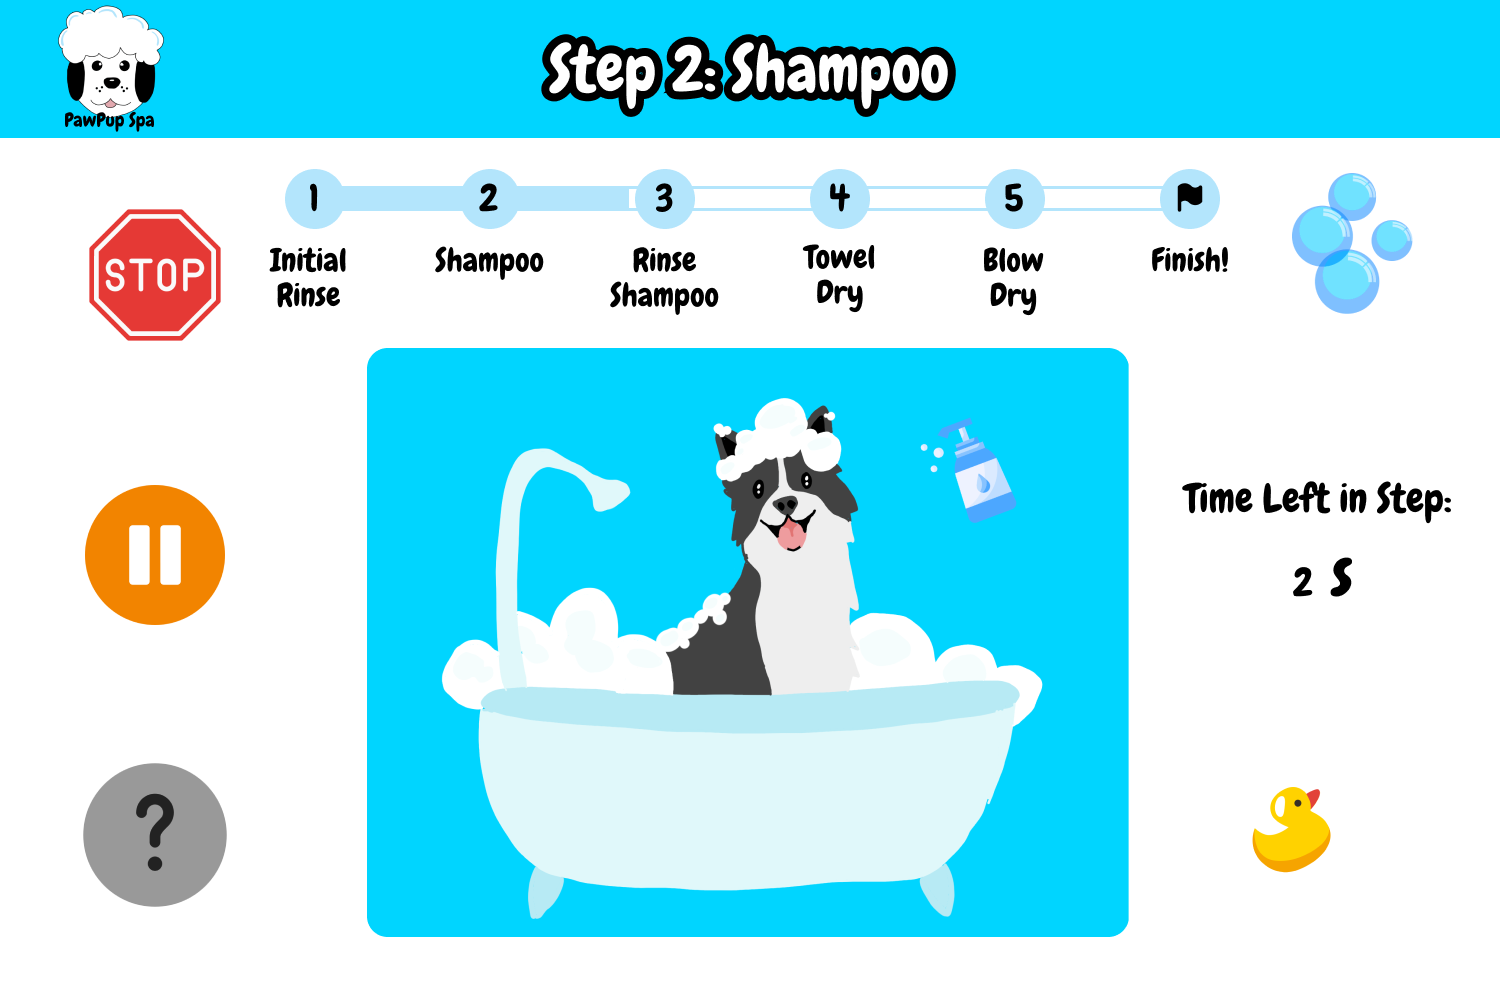 PawPup Spa
Step 2: Shampoo
STOP
1 2 3 4 5
Initial
Rinse
Shampoo
Rinse
Shampoo
Towel
Dry
Blow
Dry
Finish!
Time Left in Step:
2 S
?